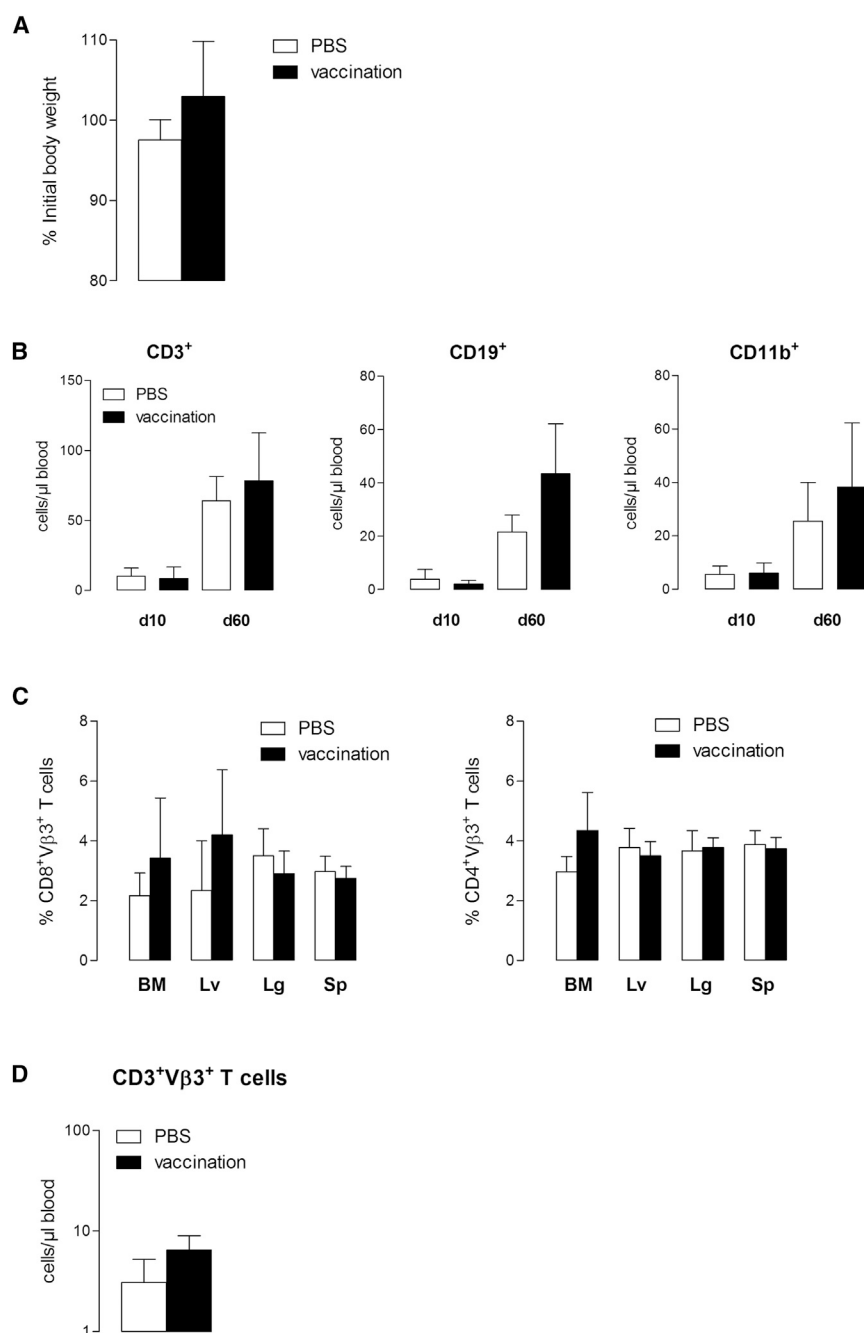 A
% Initial body weight
110
100
90
80
PBS
vaccination
B
CD3⁺
cells/µl blood
150
100
50
0
PBS
vaccination
d10 d60
CD19⁺
cells/µl blood
80
60
40
20
0
d10 d60
CD11b⁺
cells/µl blood
80
60
40
20
0
d10 d60
C
% CD8⁺Vβ3⁺ T cells
8
6
4
2
0
PBS
vaccination
BM Lv Lg Sp
% CD4⁺Vβ3⁺ T cells
8
6
4
2
0
PBS
vaccination
BM Lv Lg Sp
D
CD3⁺Vβ3⁺ T cells
cells/µl blood
100
10
1
PBS
vaccination